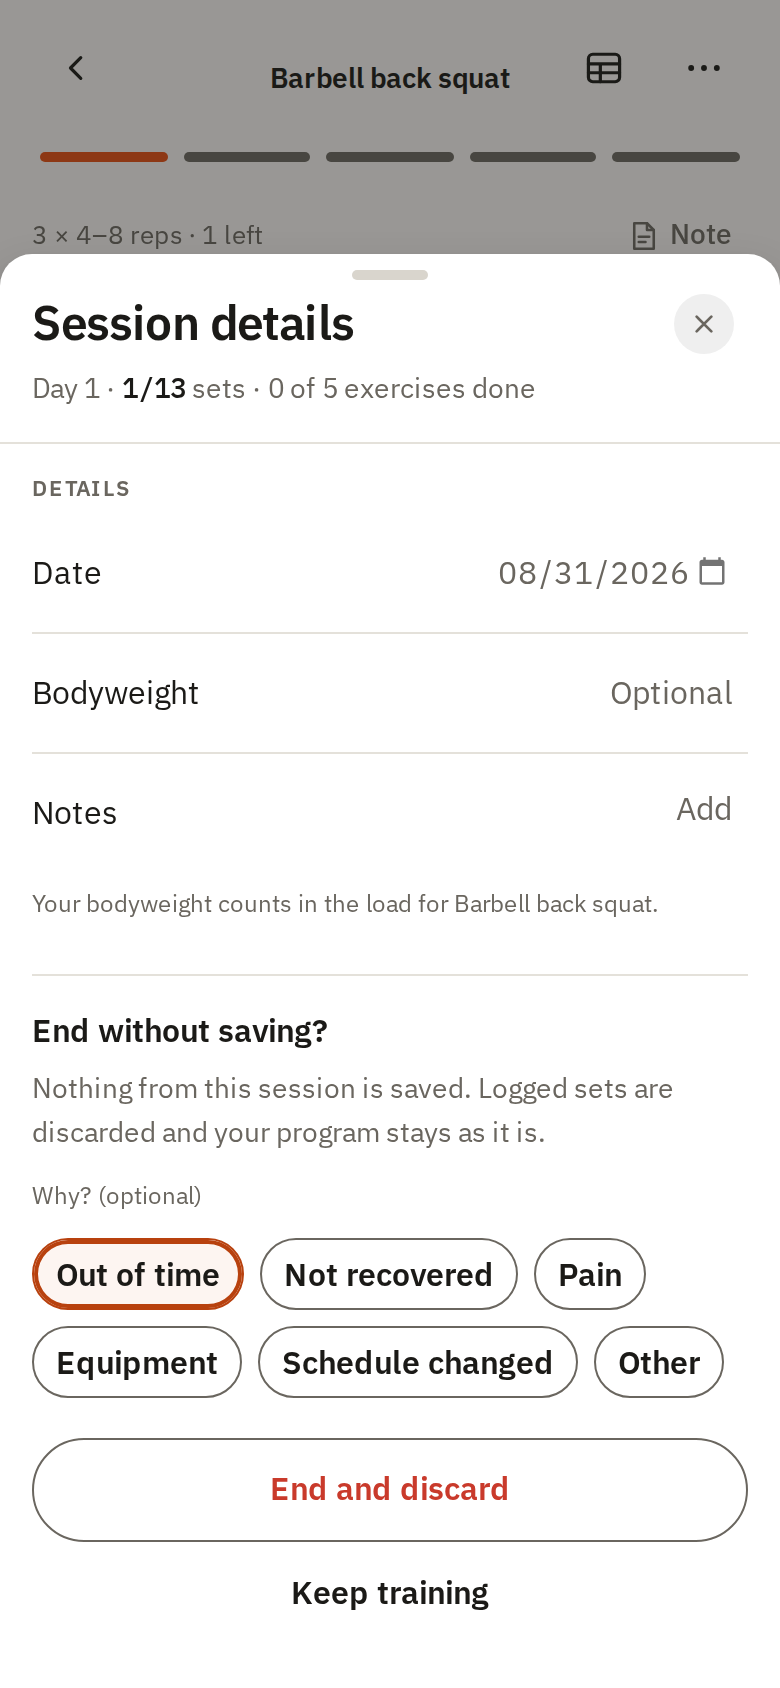 Barbell back squat
3 × 4–8 reps · 1 left
Note
Session details
Day 1 · 1/13 sets · 0 of 5 exercises done
DETAILS
Date
08/31/2026
Bodyweight
Optional
Notes
Add
Your bodyweight counts in the load for Barbell back squat.
End without saving?
Nothing from this session is saved. Logged sets are
discarded and your program stays as it is.
Why? (optional)
Out of time
Not recovered
Pain
Equipment
Schedule changed
Other
End and discard
Keep training